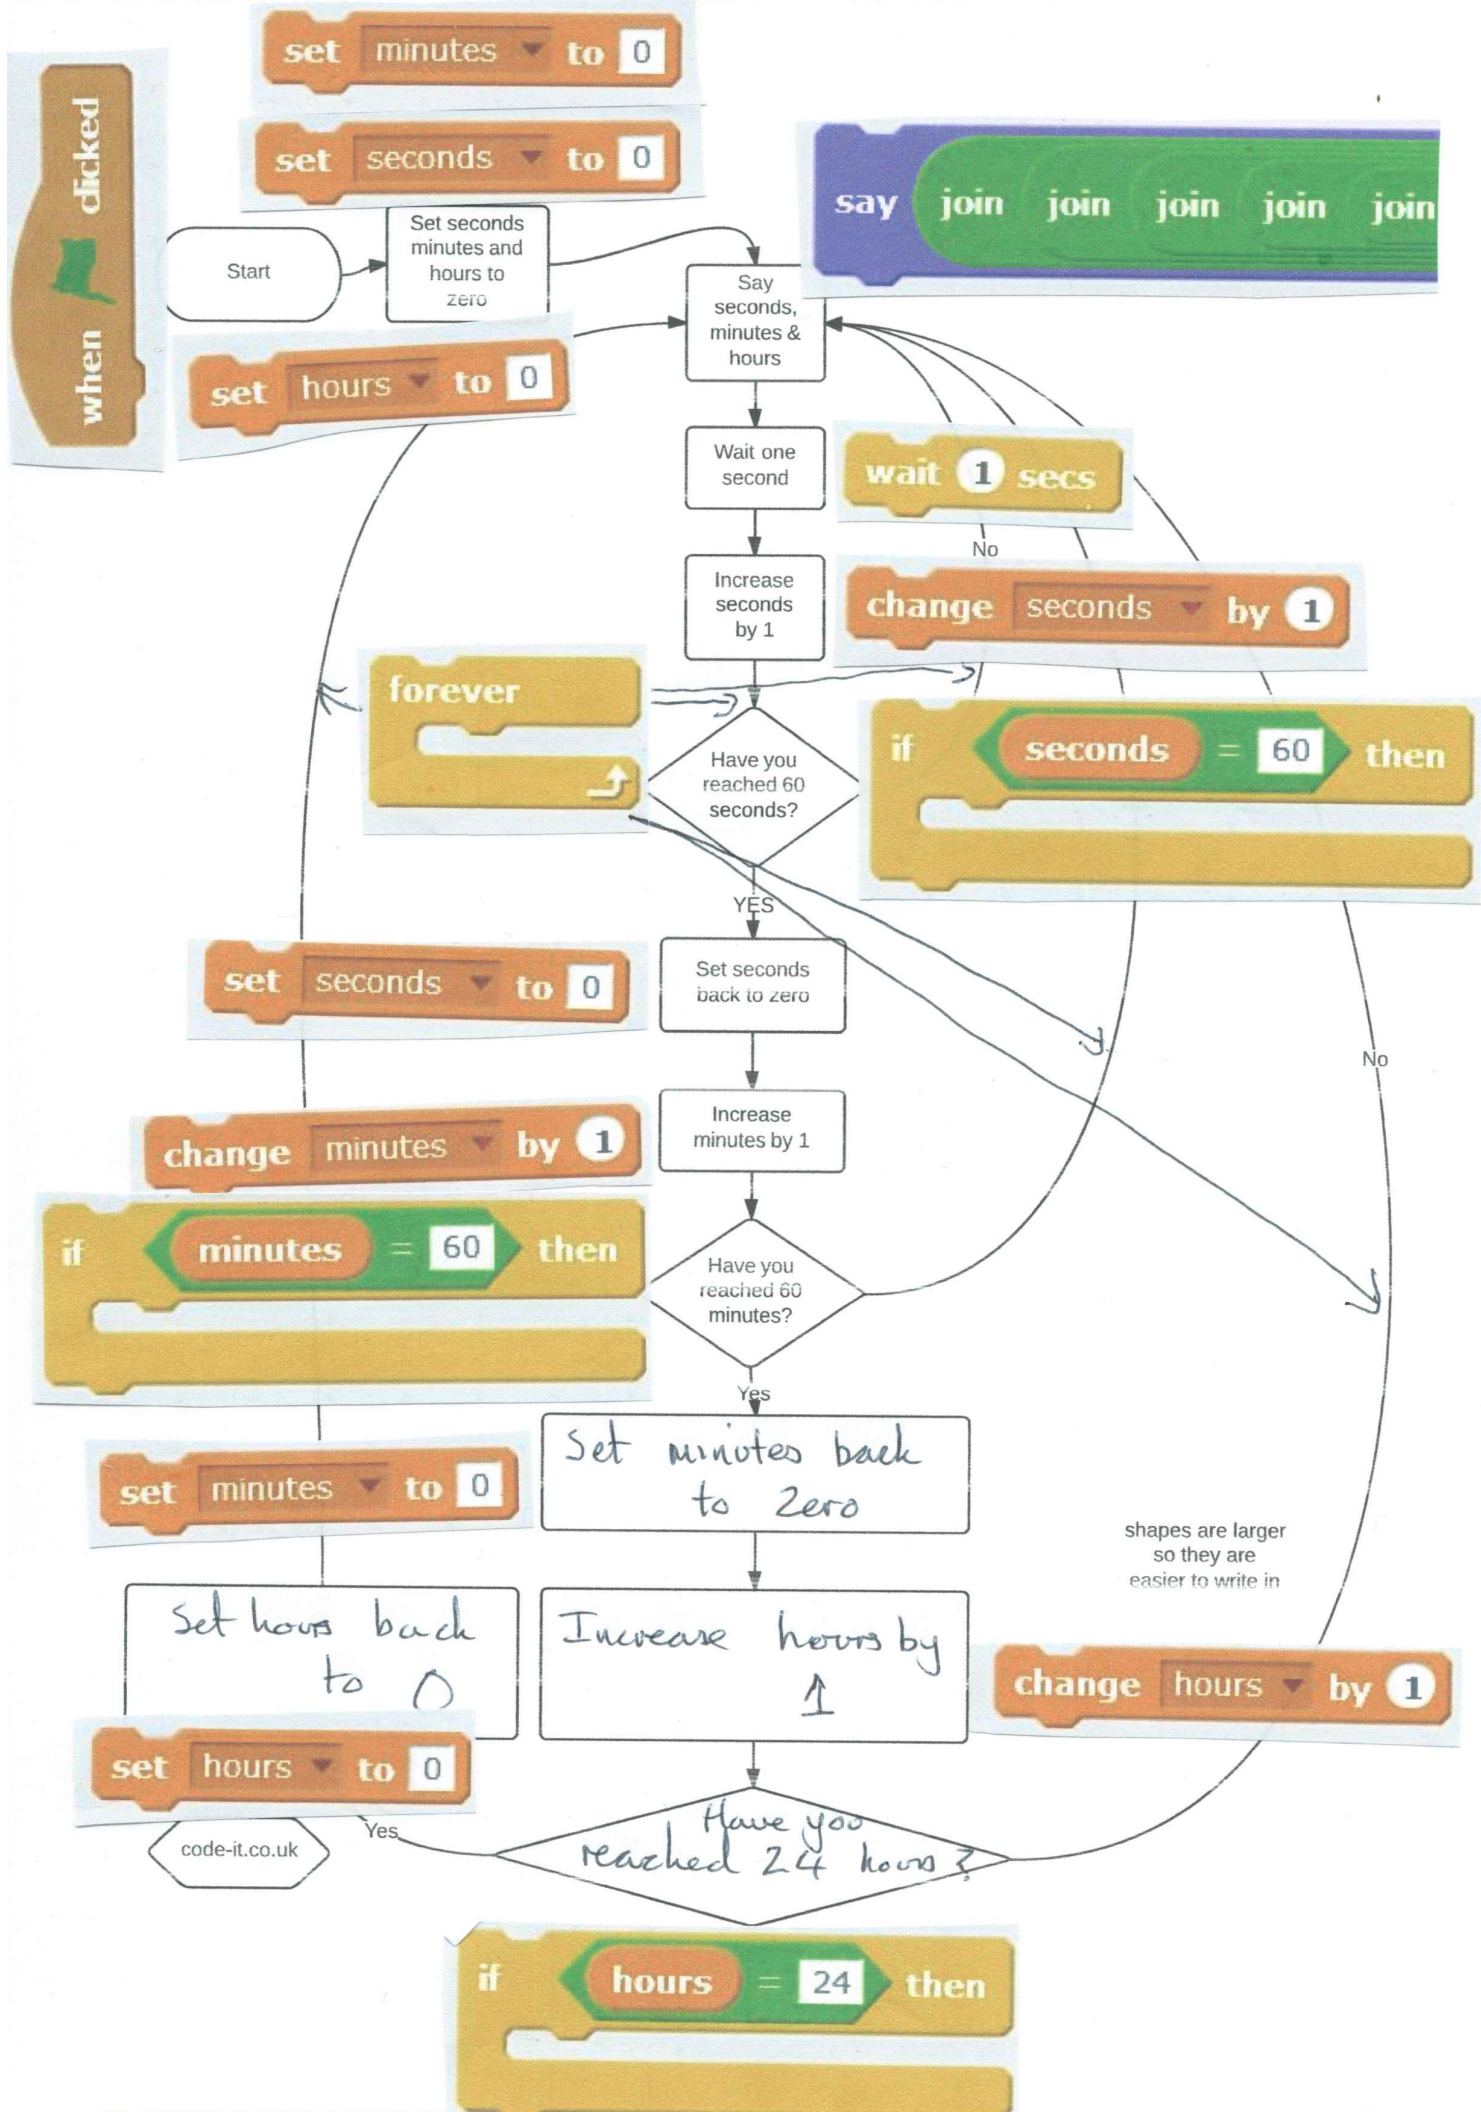 set minutes to 0
set seconds to 0
when clicked
say join join join join join
Start
Set seconds
minutes and
hours to
zero
Say
seconds,
minutes &
hours
set hours to 0
Wait one
second
wait 1 secs
No
Increase
seconds
by 1
change seconds by 1
forever
Have you
reached 60
seconds?
if seconds = 60 then
YES
set seconds to 0
Set seconds
back to zero
No
Increase
minutes by 1
change minutes by 1
if minutes = 60 then
Have you
reached 60
minutes?
Yes
Set minutes back
to Zero
set minutes to 0
shapes are larger
so they are
easier to write in
Set hours back
to 0
Increase hours by
1
change hours by 1
set hours to 0
Yes
code-it.co.uk
Have you
reached 24 hours?
if hours = 24 then